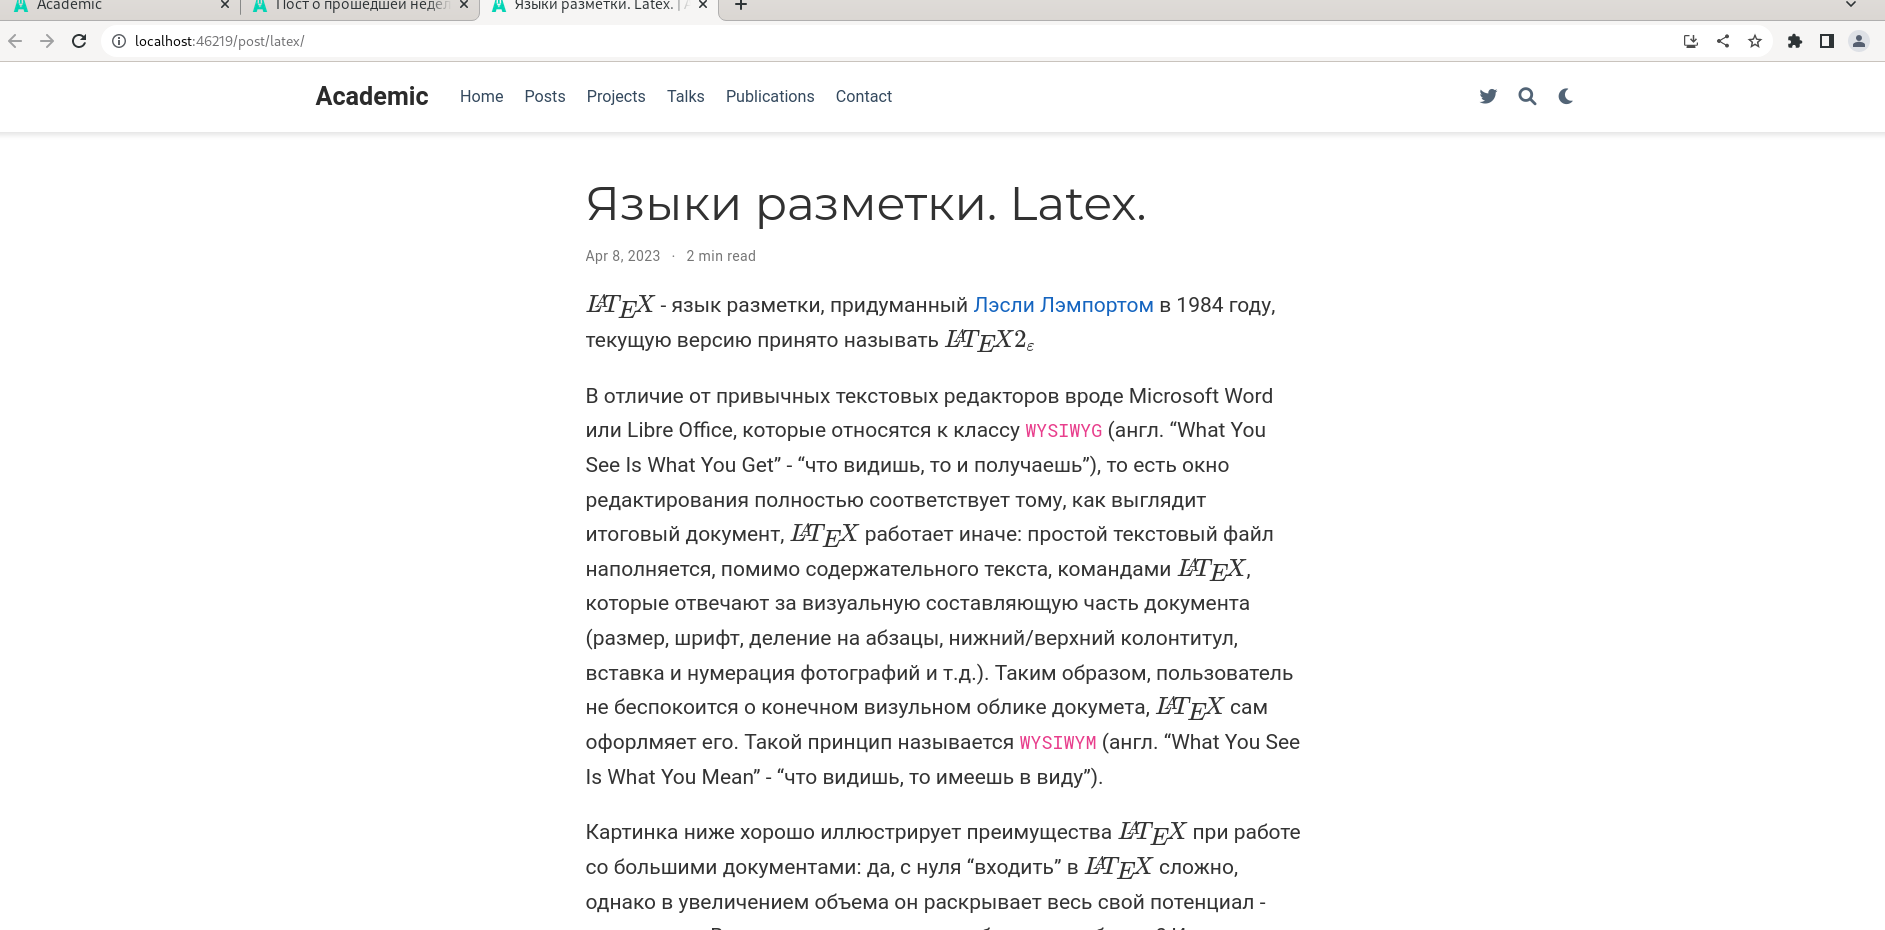 Academic
Пост о прошедшей недел
Языки разметки. Latex. |
localhost:46219/post/latex/
Academic Home Posts Projects Talks Publications Contact
Языки разметки. Latex.
Apr 8, 2023 · 2 min read
LATEX - язык разметки, придуманный Лэсли Лэмпортом в 1984 году,
текущую версию принято называть LATEX2ε
В отличие от привычных текстовых редакторов вроде Microsoft Word
или Libre Office, которые относятся к классу WYSIWYG (англ. “What You
See Is What You Get” - “что видишь, то и получаешь”), то есть окно
редактирования полностью соответствует тому, как выглядит
итоговый документ, LATEX работает иначе: простой текстовый файл
наполняется, помимо содержательного текста, командами LATEX,
которые отвечают за визуальную составляющую часть документа
(размер, шрифт, деление на абзацы, нижний/верхний колонтитул,
вставка и нумерация фотографий и т.д.). Таким образом, пользователь
не беспокоится о конечном визульном облике докумета, LATEX сам
офорлмяет его. Такой принцип называется WYSIWYM (англ. “What You See
Is What You Mean” - “что видишь, то имеешь в виду”).
Картинка ниже хорошо иллюстрирует преимущества LATEX при работе
со большими документами: да, с нуля “входить” в LATEX сложно,
однако в увеличением объема он раскрывает весь свой потенциал -